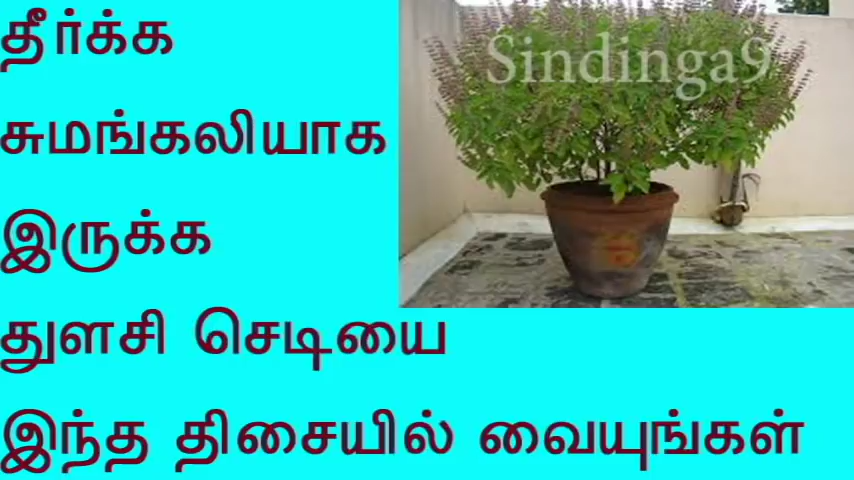 தீர்க்க
Sindinga9
சுமங்கலியாக
இருக்க
துளசி செடியை
இந்த திசையில் வையுங்கள்